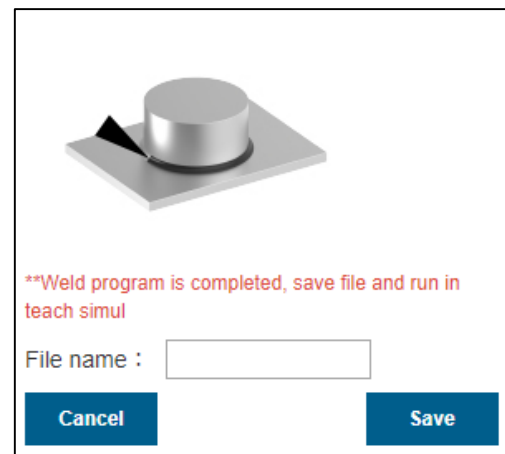 **Weld program is completed, save file and run in
teach simul
File name：
Cancel
Save